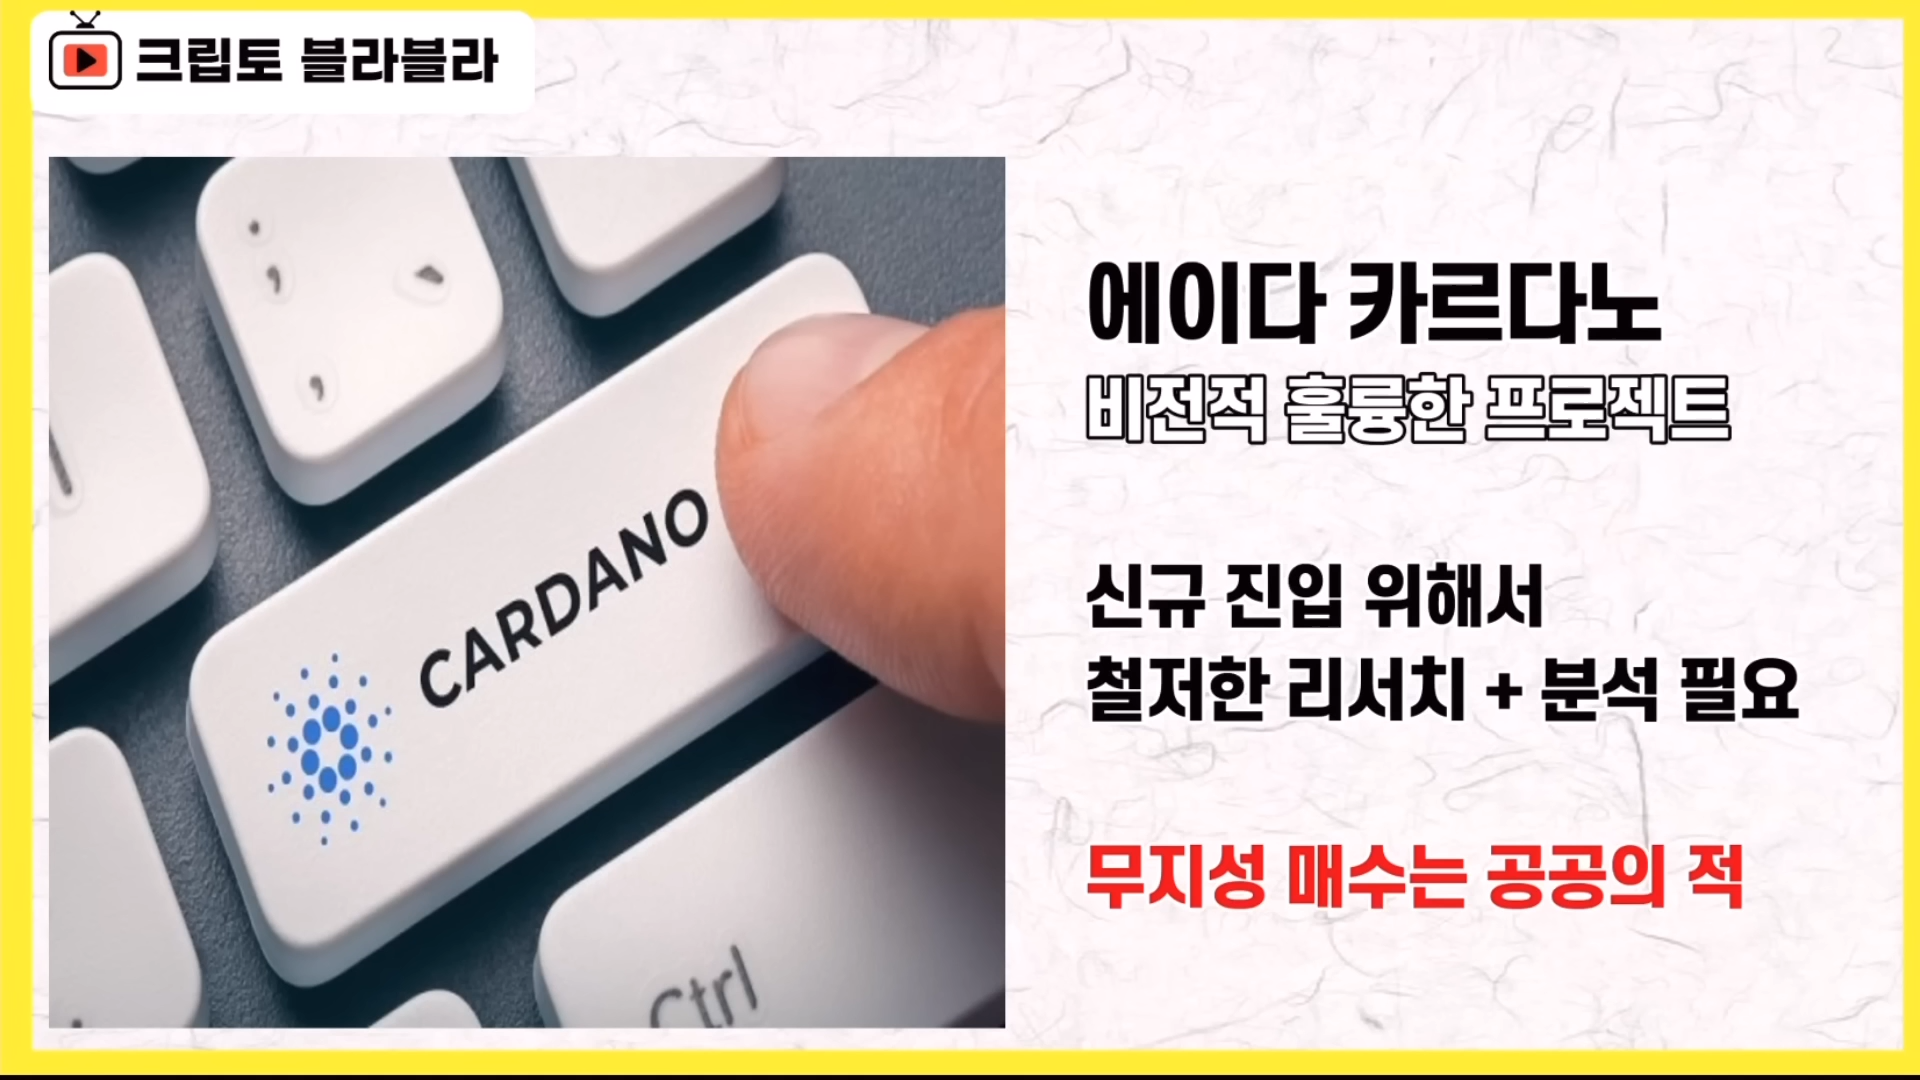 크립토 블라블라
에이다 카르다노
비전적 훌륭한 프로젝트
CARDANO
신규 진입 위해서
철저한 리서치 + 분석 필요
무지성 매수는 공공의 적
Ctrl